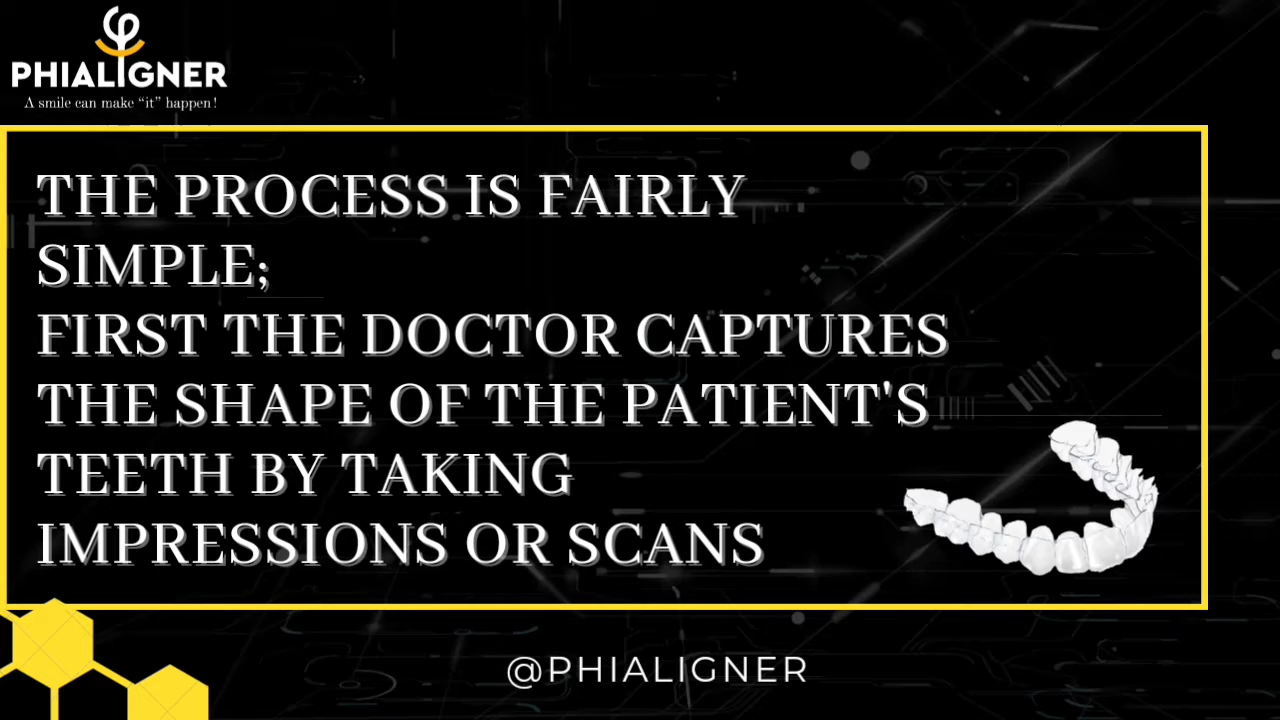 PHIALIGNER
A smile can make “it” happen!
THE PROCESS IS FAIRLY
SIMPLE;
FIRST THE DOCTOR CAPTURES
THE SHAPE OF THE PATIENT'S
TEETH BY TAKING
IMPRESSIONS OR SCANS
@PHIALIGNER